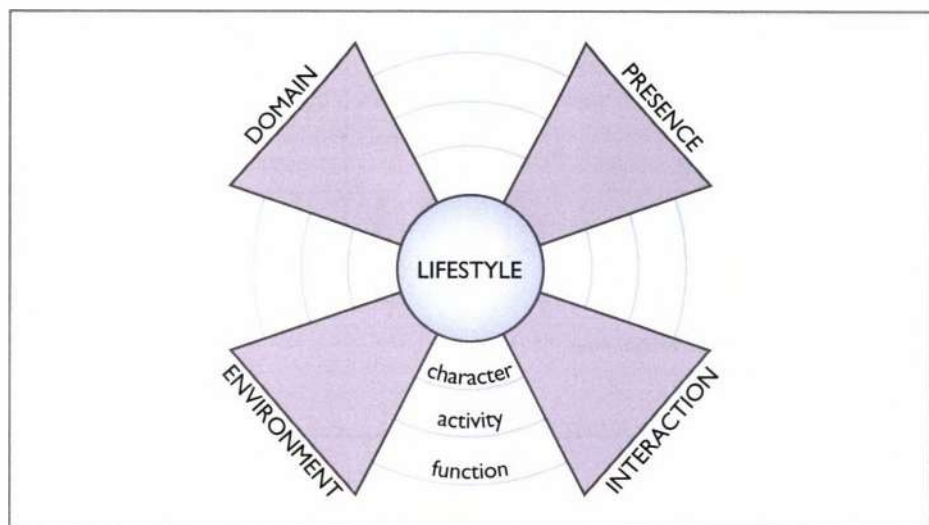 DOMAIN
PRESENCE
LIFESTYLE
character
activity
function
ENVIRONMENT
INTERACTION